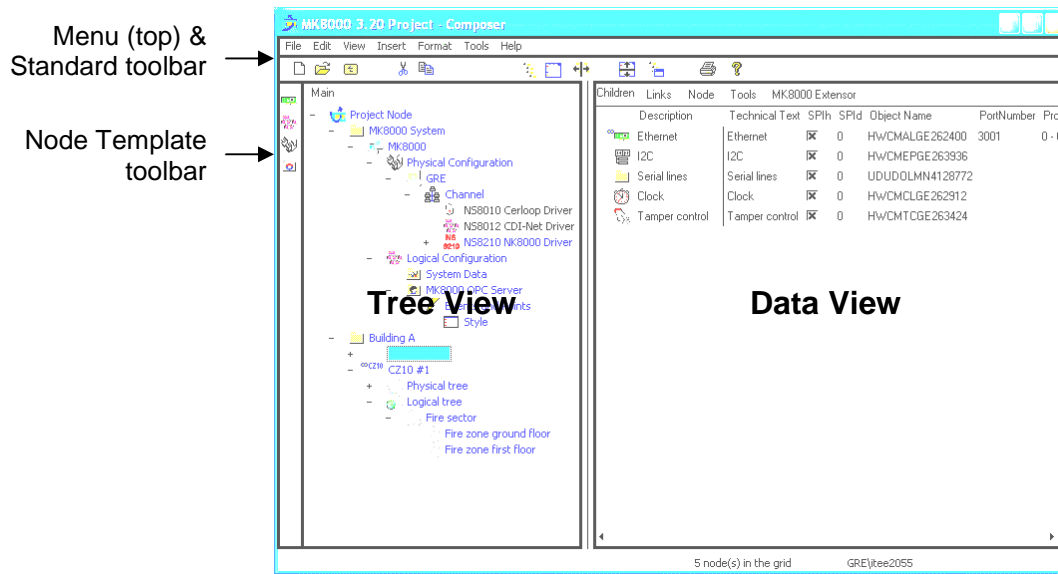 Menu (top) &
Standard toolbar
Node Template
toolbar
MK8000 3.20 Project - Composer
File Edit View Insert Format Tools Help
Main
Project Node
MK8000 System
MK8000
Physical Configuration
GRE
Channel
NS8010 Cerloop Driver
NS8012 CDI-Net Driver
NS8210 NK8000 Driver
Logical Configuration
System Data
MK8000 OPC Server
Style
Building A
CZ10 CZ10 #1
Physical tree
Logical tree
Fire sector
Fire zone ground floor
Fire zone first floor
Tree View
Children Links Node Tools MK8000 Extensor
Description Technical Text SPIh SPId Object Name PortNumber Pro
Ethernet Ethernet 0 HWCMALGE262400 3001 0 -
I2C I2C 0 HWCMEPGE263936
Serial lines Serial lines 0 UDUDOLMN4128772
Clock Clock 0 HWCMCLGE262912
Tamper control Tamper control 0 HWCMTCGE263424
Data View
5 node(s) in the grid GRE\itee2055